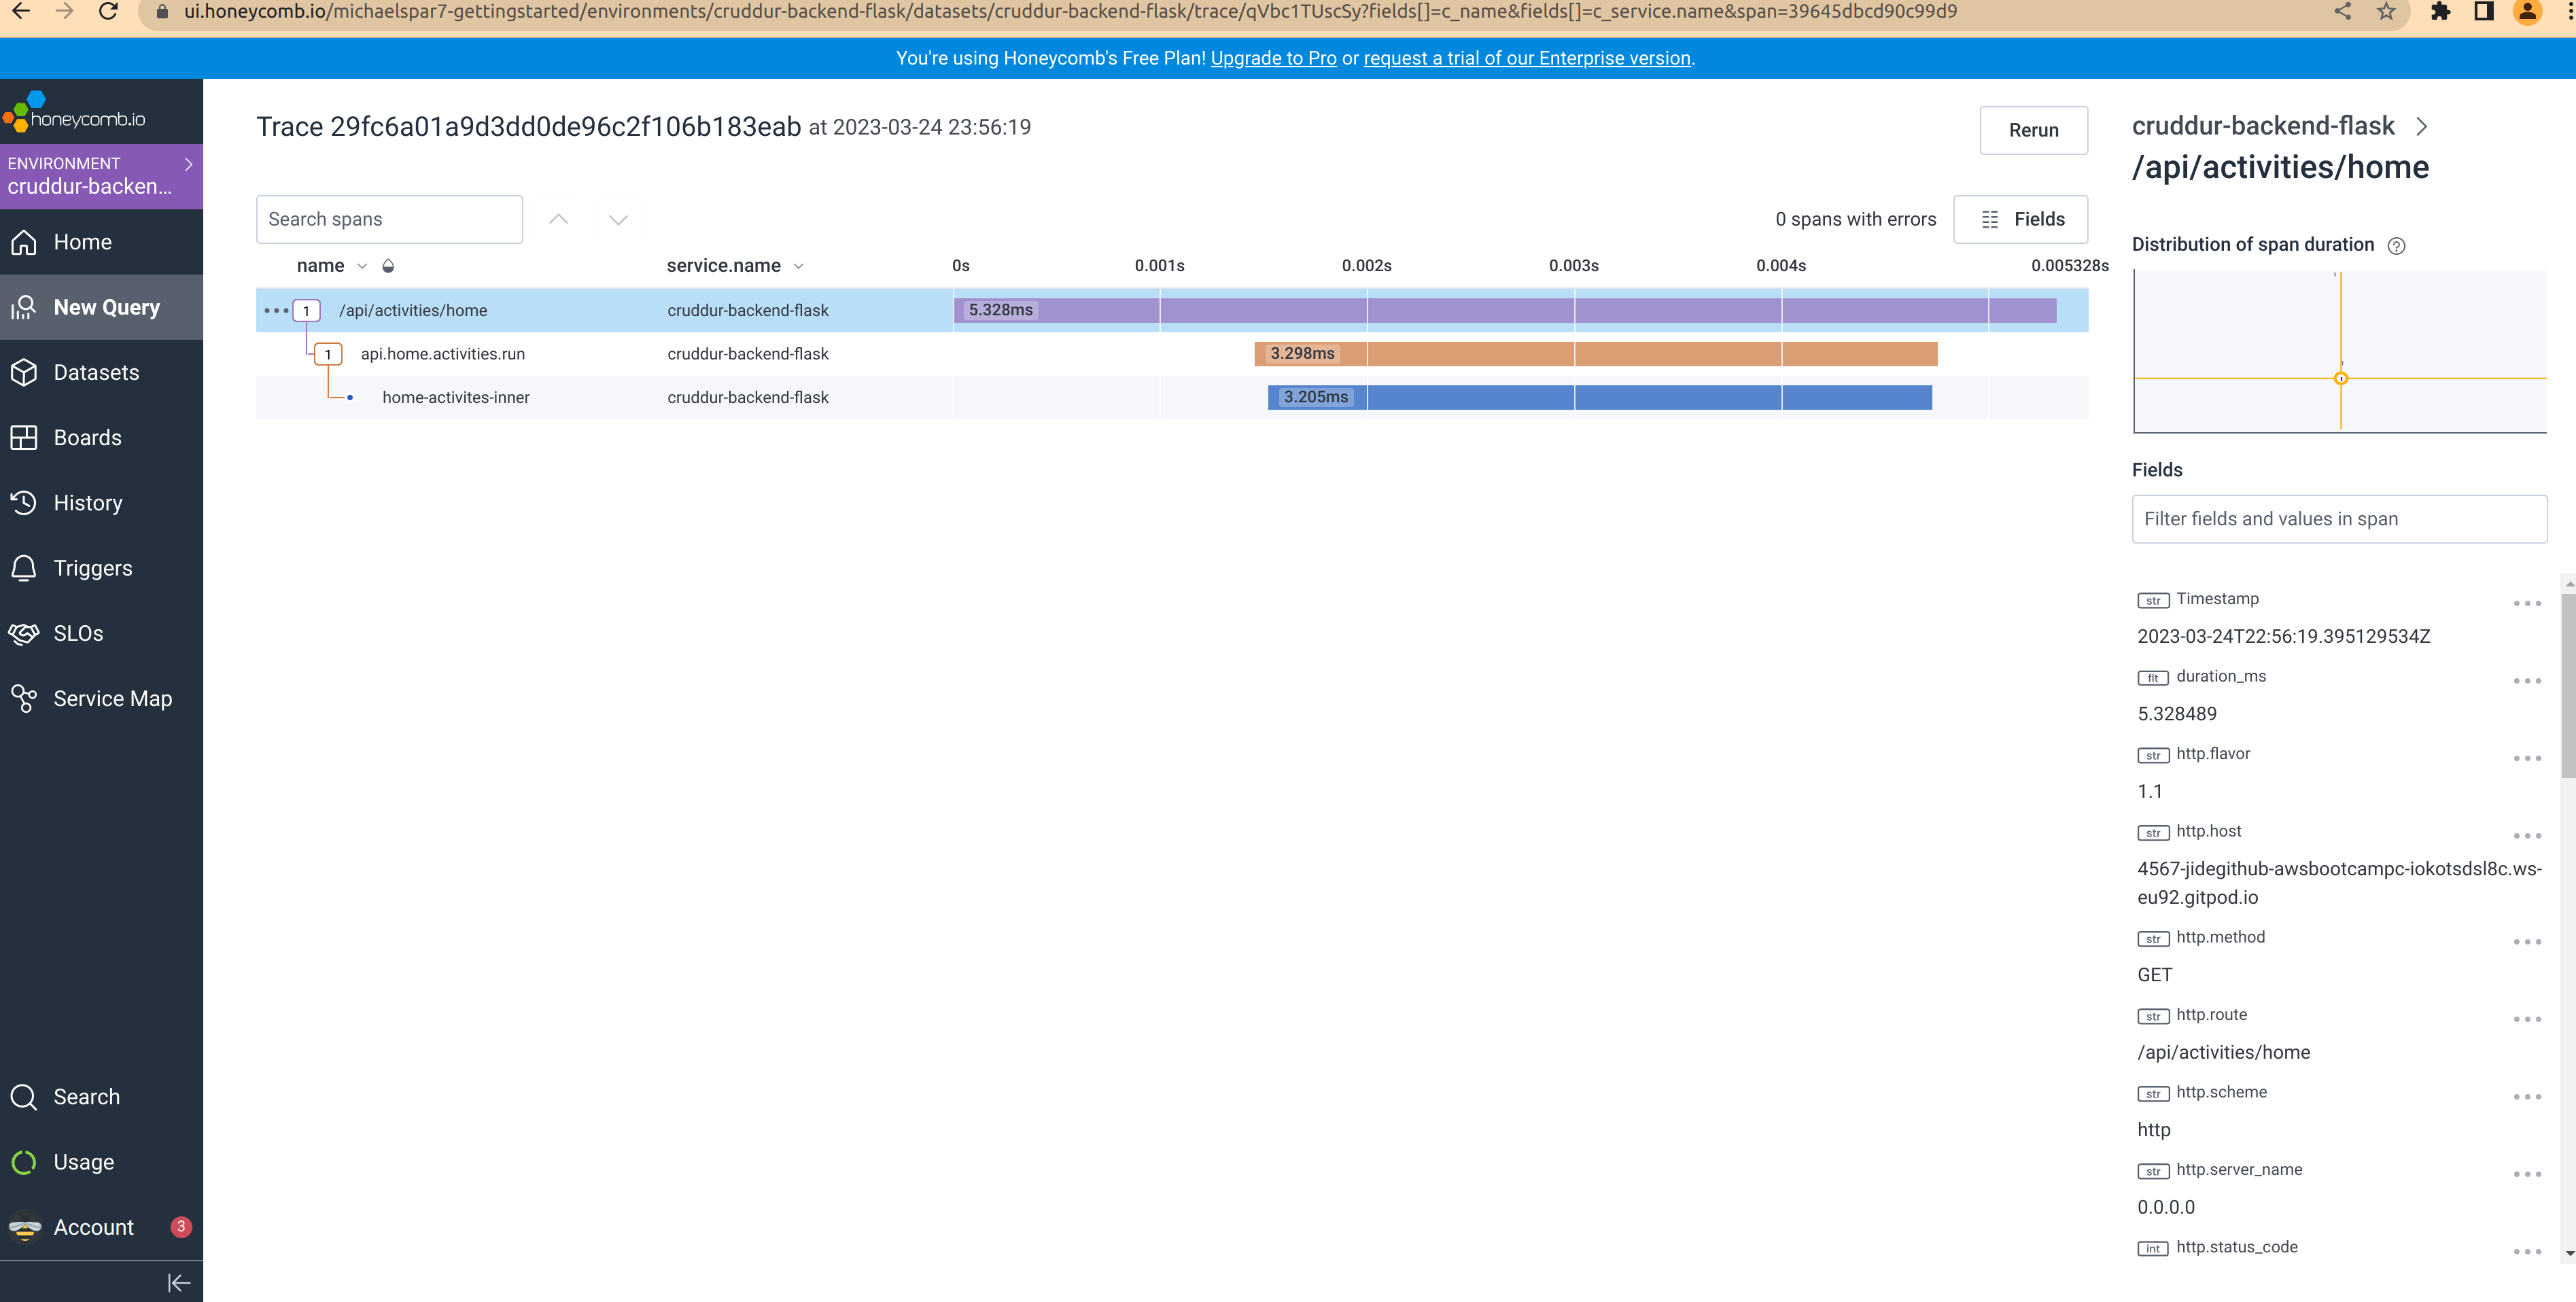 ui.honeycomb.io/michaelspar7-gettingstarted/environments/cruddur-backend-flask/datasets/cruddur-backend-flask/trace/qVbc1TUscSy?fields[]=c_name&fields[]=c_service.name&span=39645dbcd90c99d9
You're using Honeycomb's Free Plan! Upgrade to Pro or request a trial of our Enterprise version.
honeycomb.io
ENVIRONMENT
cruddur-backen...
Home
New Query
Datasets
Boards
History
Triggers
SLOs
Service Map
Search
Usage
Account 3
Trace 29fc6a01a9d3dd0de96c2f106b183eab at 2023-03-24 23:56:19
Rerun
Search spans
0 spans with errors
Fields
name service.name 0s 0.001s 0.002s 0.003s 0.004s 0.005328s
1 /api/activities/home cruddur-backend-flask 5.328ms
1 api.home.activities.run cruddur-backend-flask 3.298ms
home-activites-inner cruddur-backend-flask 3.205ms
cruddur-backend-flask
/api/activities/home
Distribution of span duration ?
Fields
Filter fields and values in span
str Timestamp
2023-03-24T22:56:19.395129534Z
flt duration_ms
5.328489
str http.flavor
1.1
str http.host
4567-jidegithub-awsbootcampc-iokotsdsl8c.ws-
eu92.gitpod.io
str http.method
GET
str http.route
/api/activities/home
str http.scheme
http
str http.server_name
0.0.0.0
int http.status_code